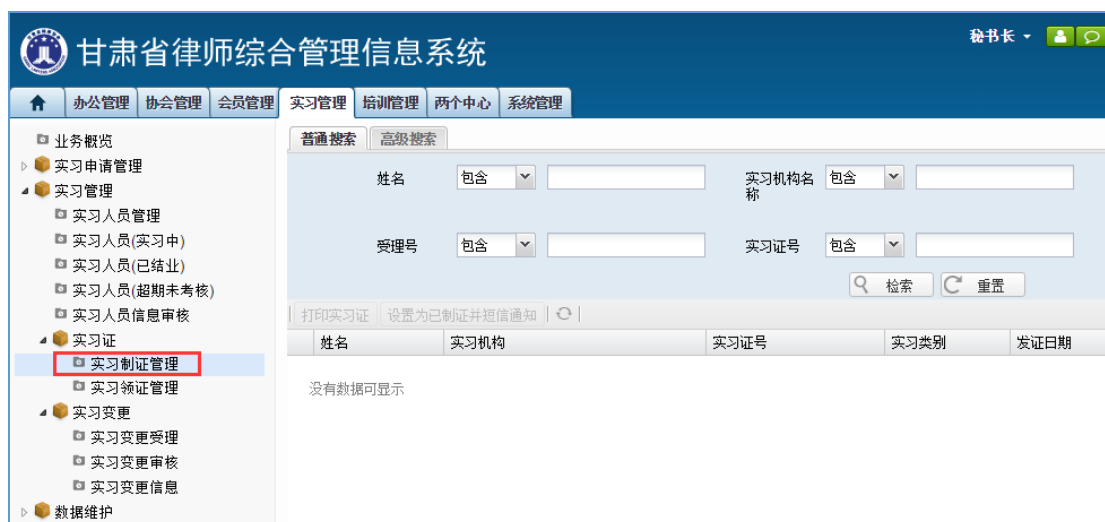 甘肃省律师综合管理信息系统
秘书长
办公管理 协会管理 会员管理 实习管理 培训管理 两个中心 系统管理
业务概览
实习申请管理
实习管理
实习人员管理
实习人员(实习中)
实习人员(已结业)
实习人员(超期未考核)
实习人员信息审核
实习证
实习制证管理
实习领证管理
实习变更
实习变更受理
实习变更审核
实习变更信息
数据维护
普通搜索 高级搜索
姓名 包含 实习机构名称 包含
受理号 包含 实习证号 包含
检索 重置
打印实习证 设置为已制证并短信通知
姓名 实习机构 实习证号 实习类别 发证日期
没有数据可显示